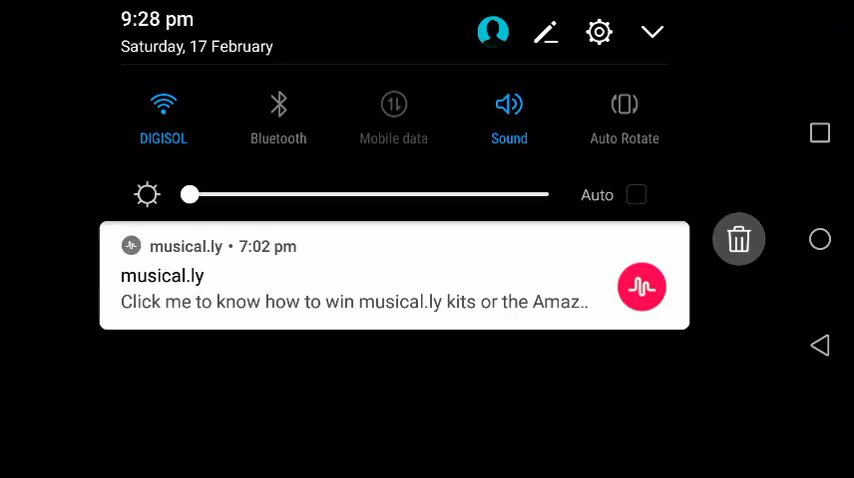 9:28 pm
Saturday, 17 February
DIGISOL
Bluetooth
Mobile data
Sound
Auto Rotate
Auto
musical.ly • 7:02 pm
musical.ly
Click me to know how to win musical.ly kits or the Amaz..